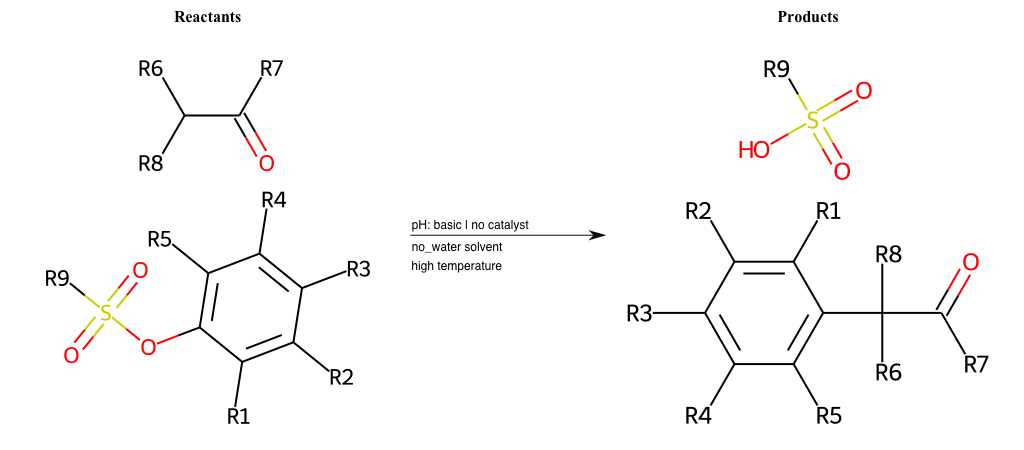 Reactants
Products
R6
R7
R8
O
R4
R5
R3
R9
O
S
O
O
R2
R1
pH: basic | no catalyst
no_water solvent
high temperature
R9
O
S
HO
O
R2
R1
R8
O
R3
R6
R7
R4
R5